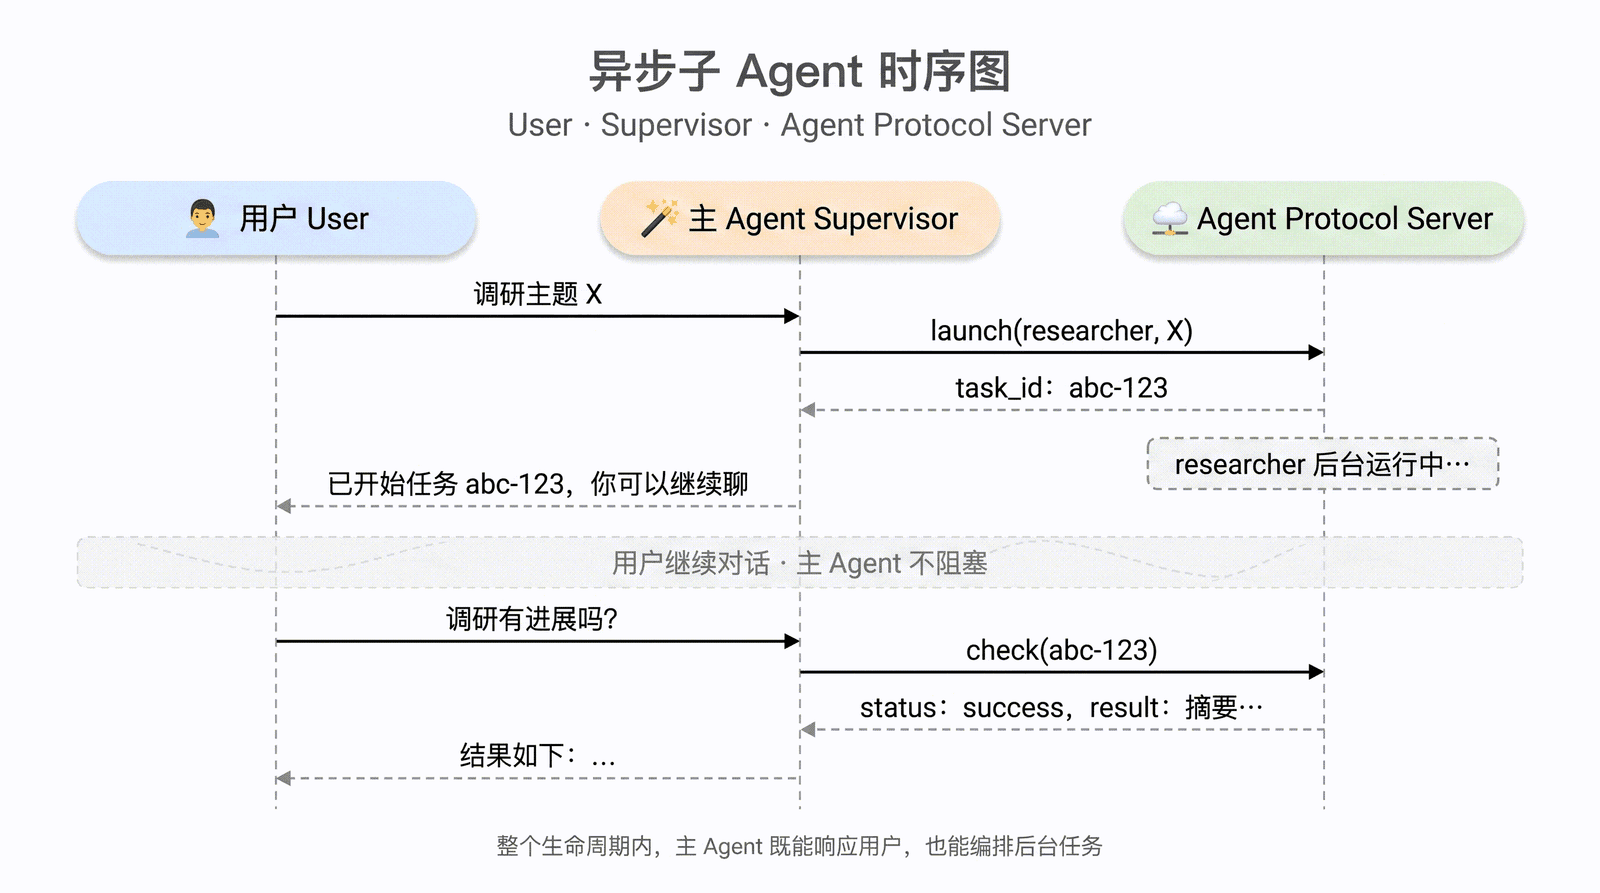 异步子 Agent 时序图
User · Supervisor · Agent Protocol Server
用户 User
主 Agent Supervisor
Agent Protocol Server
调研主题 X
launch(researcher, X)
task_id：abc-123
researcher 后台运行中…
已开始任务 abc-123，你可以继续聊
用户继续对话 · 主 Agent 不阻塞
调研有进展吗？
check(abc-123)
status：success，result：摘要…
结果如下：…
整个生命周期内，主 Agent 既能响应用户，也能编排后台任务